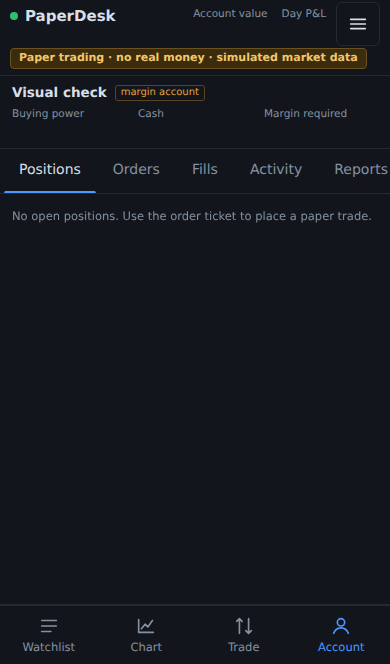 PaperDesk
Account value Day P&L
Paper trading · no real money · simulated market data
Visual check margin account
Buying power Cash Margin required
Positions Orders Fills Activity Reports
No open positions. Use the order ticket to place a paper trade.
Watchlist Chart Trade Account